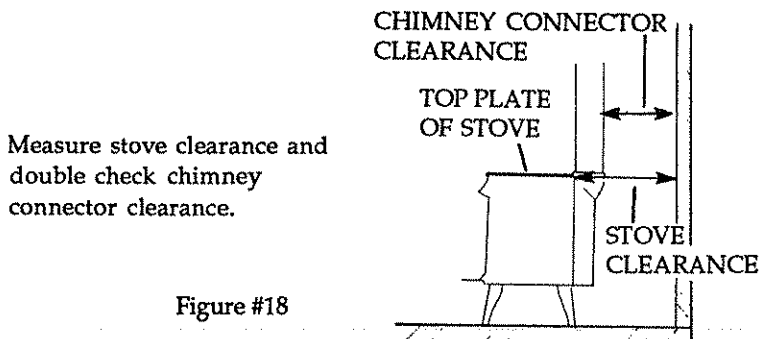 CHIMNEY CONNECTOR
CLEARANCE
TOP PLATE
OF STOVE
Measure stove clearance and
double check chimney
connector clearance.
STOVE
CLEARANCE
Figure #18